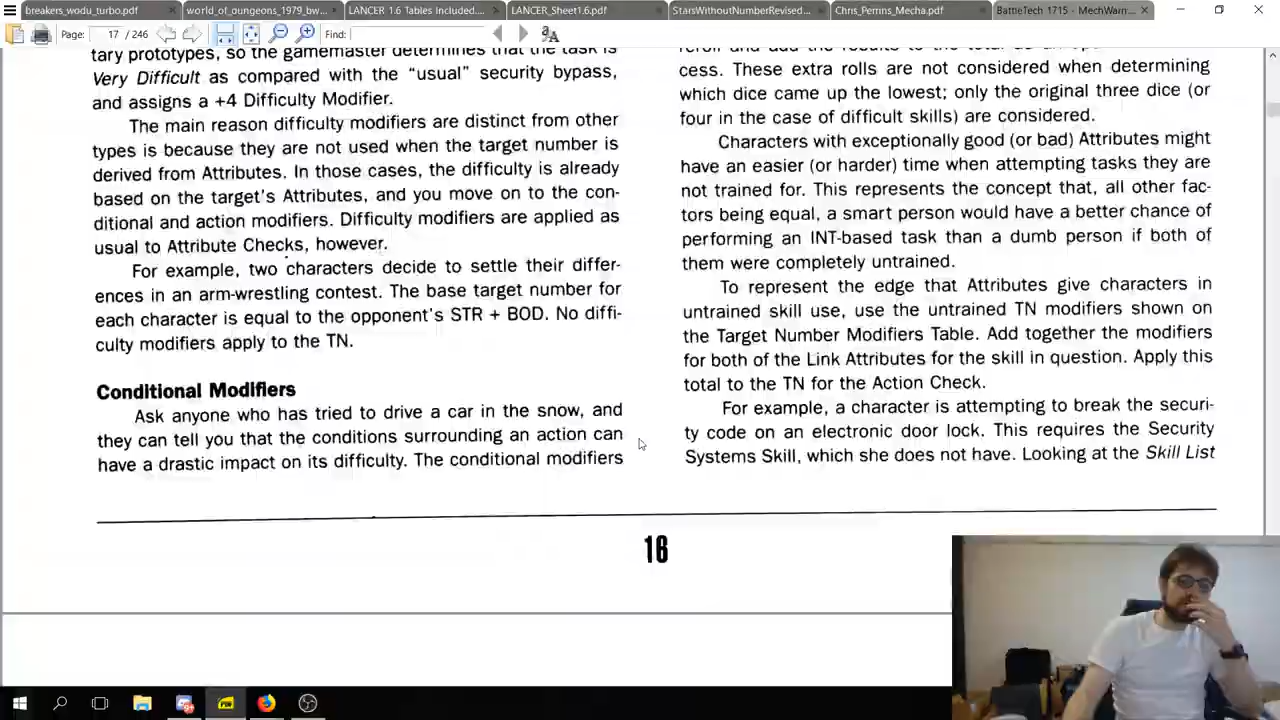 breakers_wodu_turbo.pdf
world_of_dungeons_1979_bw...
LANCER 1.6 Tables Included....
LANCER_Sheet1.6.pdf
StarsWithoutNumberRevised...
Chris_Perrins_Mecha.pdf
BattleTech 1715 - MechWarr...
Page:
17 / 246
Find:
tary prototypes, so the gamemaster determines that the task is
Very Difficult as compared with the “usual” security bypass,
and assigns a +4 Difficulty Modifier.
The main reason difficulty modifiers are distinct from other
types is because they are not used when the target number is
derived from Attributes. In those cases, the difficulty is already
based on the target's Attributes, and you move on to the con-
ditional and action modifiers. Difficulty modifiers are applied as
usual to Attribute Checks, however.
For example, two characters decide to settle their differ-
ences in an arm-wrestling contest. The base target number for
each character is equal to the opponent's STR + BOD. No diffi-
culty modifiers apply to the TN.
Conditional Modifiers
Ask anyone who has tried to drive a car in the snow, and
they can tell you that the conditions surrounding an action can
have a drastic impact on its difficulty. The conditional modifiers
reroll and add the results to the total as an
cess. These extra rolls are not considered when determining
which dice came up the lowest; only the original three dice (or
four in the case of difficult skills) are considered.
Characters with exceptionally good (or bad) Attributes might
have an easier (or harder) time when attempting tasks they are
not trained for. This represents the concept that, all other fac-
tors being equal, a smart person would have a better chance of
performing an INT-based task than a dumb person if both of
them were completely untrained.
To represent the edge that Attributes give characters in
untrained skill use, use the untrained TN modifiers shown on
the Target Number Modifiers Table. Add together the modifiers
for both of the Link Attributes for the skill in question. Apply this
total to the TN for the Action Check.
For example, a character is attempting to break the securi-
ty code on an electronic door lock. This requires the Security
Systems Skill, which she does not have. Looking at the Skill List
16